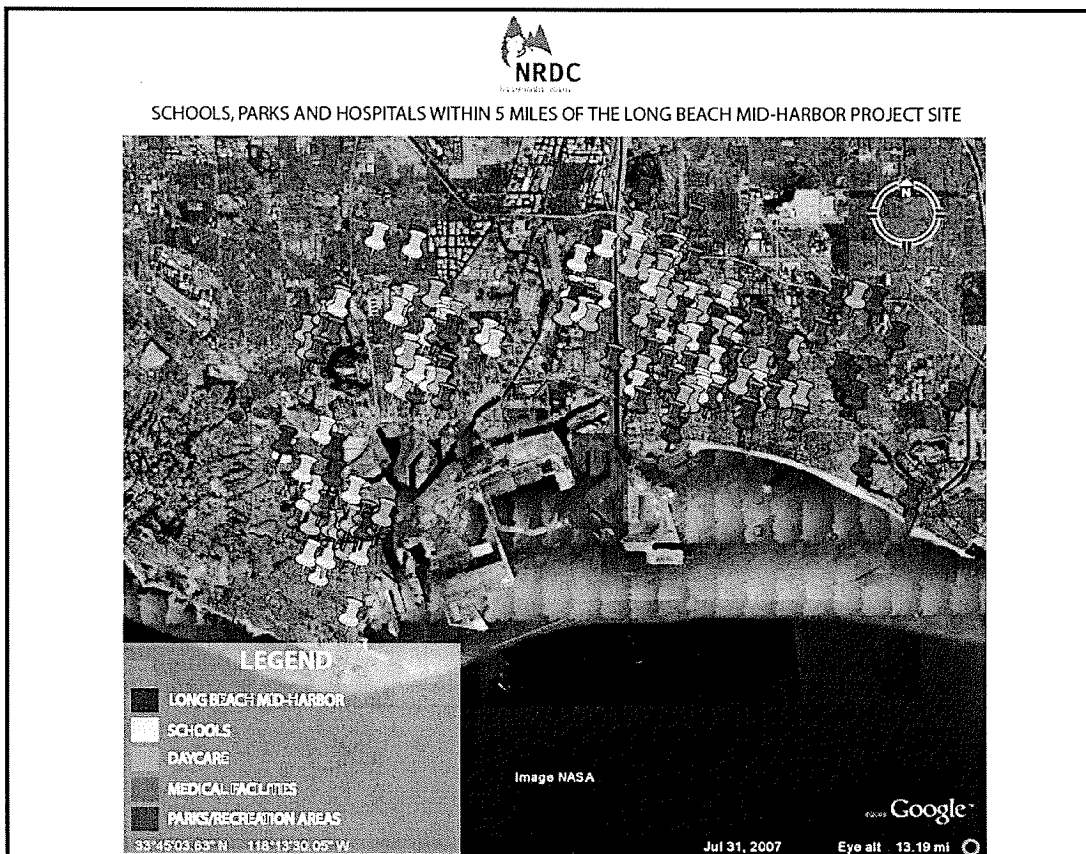 NRDC
SCHOOLS, PARKS AND HOSPITALS WITHIN 5 MILES OF THE LONG BEACH MID-HARBOR PROJECT SITE
N
LEGEND
LONG BEACH MID-HARBOR
SCHOOLS
DAYCARE
MEDICAL FACILITES
PARKS/RECREATION AREAS
Image NASA
Google
33°45'03.63" N 118°13'30.05" W
Jul 31, 2007
Eye alt 13.19 mi